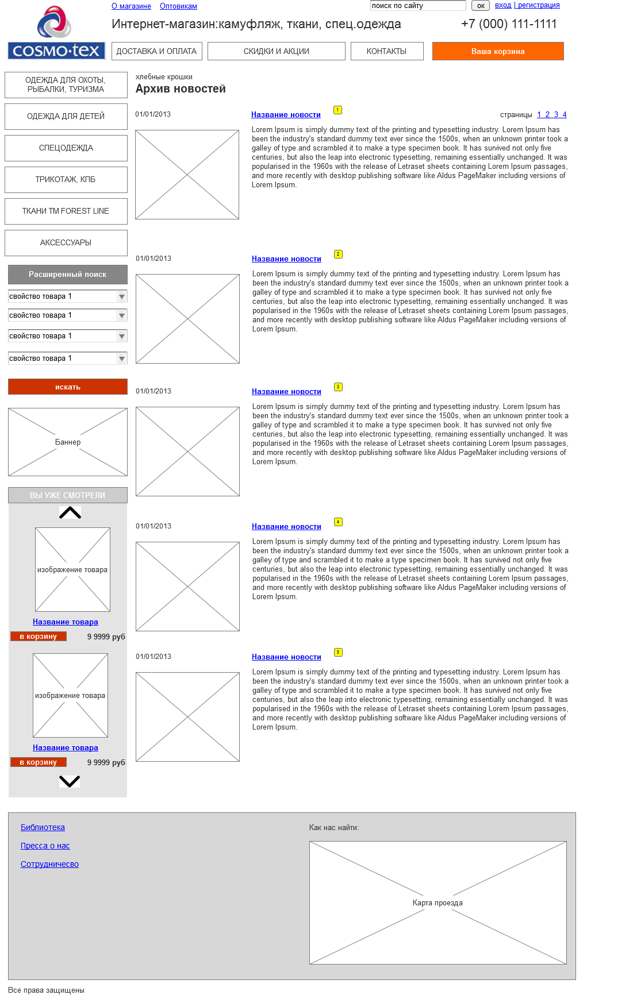 О магазине Оптовикам
поиск по сайту ок вход | регистрация
Интернет-магазин:камуфляж, ткани, спец.одежда +7 (000) 111-1111
COSMO·TEX
ДОСТАВКА И ОПЛАТА СКИДКИ И АКЦИИ КОНТАКТЫ Ваша корзина
ОДЕЖДА ДЛЯ ОХОТЫ,
РЫБАЛКИ, ТУРИЗМА
ОДЕЖДА ДЛЯ ДЕТЕЙ
СПЕЦОДЕЖДА
ТРИКОТАЖ, КПБ
ТКАНИ ТМ FOREST LINE
АКСЕССУАРЫ
Расширенный поиск
свойство товара 1
свойство товара 1
свойство товара 1
свойство товара 1
искать
Баннер
ВЫ УЖЕ СМОТРЕЛИ
изображение товара
Название товара
в корзину 9 9999 руб
изображение товара
Название товара
в корзину 9 9999 руб
хлебные крошки
Архив новостей
01/01/2013 Название новости 1 страницы 1 2 3 4
Lorem Ipsum is simply dummy text of the printing and typesetting industry. Lorem Ipsum has
been the industry's standard dummy text ever since the 1500s, when an unknown printer took a
galley of type and scrambled it to make a type specimen book. It has survived not only five
centuries, but also the leap into electronic typesetting, remaining essentially unchanged. It was
popularised in the 1960s with the release of Letraset sheets containing Lorem Ipsum passages,
and more recently with desktop publishing software like Aldus PageMaker including versions of
Lorem Ipsum.
01/01/2013 Название новости 2
Lorem Ipsum is simply dummy text of the printing and typesetting industry. Lorem Ipsum has
been the industry's standard dummy text ever since the 1500s, when an unknown printer took a
galley of type and scrambled it to make a type specimen book. It has survived not only five
centuries, but also the leap into electronic typesetting, remaining essentially unchanged. It was
popularised in the 1960s with the release of Letraset sheets containing Lorem Ipsum passages,
and more recently with desktop publishing software like Aldus PageMaker including versions of
Lorem Ipsum.
01/01/2013 Название новости 3
Lorem Ipsum is simply dummy text of the printing and typesetting industry. Lorem Ipsum has
been the industry's standard dummy text ever since the 1500s, when an unknown printer took a
galley of type and scrambled it to make a type specimen book. It has survived not only five
centuries, but also the leap into electronic typesetting, remaining essentially unchanged. It was
popularised in the 1960s with the release of Letraset sheets containing Lorem Ipsum passages,
and more recently with desktop publishing software like Aldus PageMaker including versions of
Lorem Ipsum.
01/01/2013 Название новости 4
Lorem Ipsum is simply dummy text of the printing and typesetting industry. Lorem Ipsum has
been the industry's standard dummy text ever since the 1500s, when an unknown printer took a
galley of type and scrambled it to make a type specimen book. It has survived not only five
centuries, but also the leap into electronic typesetting, remaining essentially unchanged. It was
popularised in the 1960s with the release of Letraset sheets containing Lorem Ipsum passages,
and more recently with desktop publishing software like Aldus PageMaker including versions of
Lorem Ipsum.
01/01/2013 Название новости 5
Lorem Ipsum is simply dummy text of the printing and typesetting industry. Lorem Ipsum has
been the industry's standard dummy text ever since the 1500s, when an unknown printer took a
galley of type and scrambled it to make a type specimen book. It has survived not only five
centuries, but also the leap into electronic typesetting, remaining essentially unchanged. It was
popularised in the 1960s with the release of Letraset sheets containing Lorem Ipsum passages,
and more recently with desktop publishing software like Aldus PageMaker including versions of
Lorem Ipsum.
Библиотека
Пресса о нас
Сотрудничесво
Как нас найти:
Карта проезда
Все права защищены